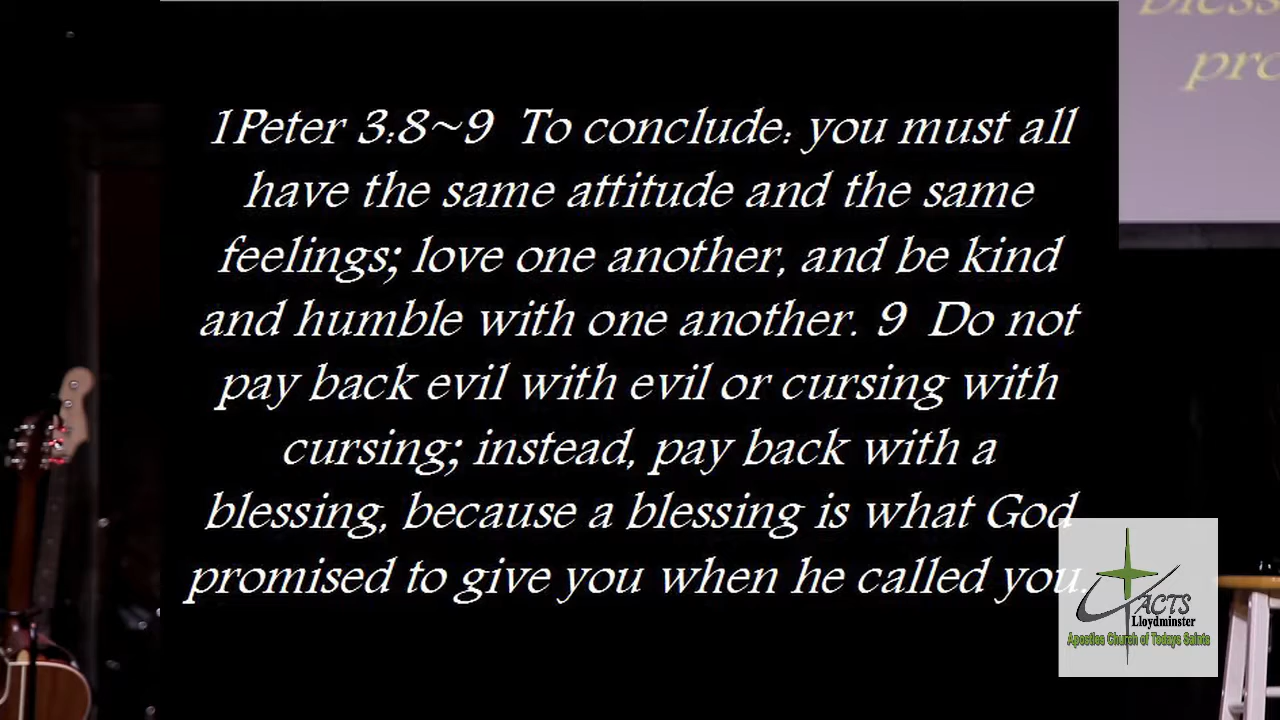 bless
pro
1Peter 3:8~9 To conclude: you must all
have the same attitude and the same
feelings; love one another, and be kind
and humble with one another. 9 Do not
pay back evil with evil or cursing with
cursing; instead, pay back with a
blessing, because a blessing is what God
promised to give you when he called you.
ACTS
Lloydminster
Apostles Church of Todays Saints